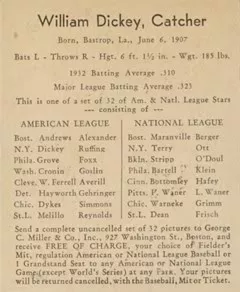 William Dickey, Catcher
Born, Bastrop, La., June 6, 1907
Bats L - Throws R - Hgt. 6 ft. 1½ in. - Wgt. 185 lbs.
1932 Batting Average .310
Major League Batting Average .323
This is one of a set of 32 of Am. & Natl. League Stars
— consisting of —
AMERICAN LEAGUE NATIONAL LEAGUE
Bost. Andrews Alexander Bost. Maranville Berger
N.Y. Dickey Ruffing N.Y. Terry Ott
Phila. Grove Foxx Bkln. Stripp O'Doul
Wash. Cronin Goslin Phila. Bartell Klein
Cleve. W. Ferrell Averill Cinn. Bottomley Hafey
Det. Hayworth Gehringer Pitts. P. Waner W. Waner
Chic. Dykes Simmons Chic. Warneke Grimm
St.L. Melillo Reynolds St.L. Dean Frisch
Send a complete uncancelled set of 32 pictures to George
C. Miller & Co., Inc., 927 Washington St., Boston, and
receive FREE OF CHARGE, your choice of Fielder's
Mit, regulation American or National League Baseball or
1 Grandstand Seat to any American or National League
Game (except World's Series) at any Park. Your pictures
will be returned cancelled, with the Baseball, Mit or Ticket.